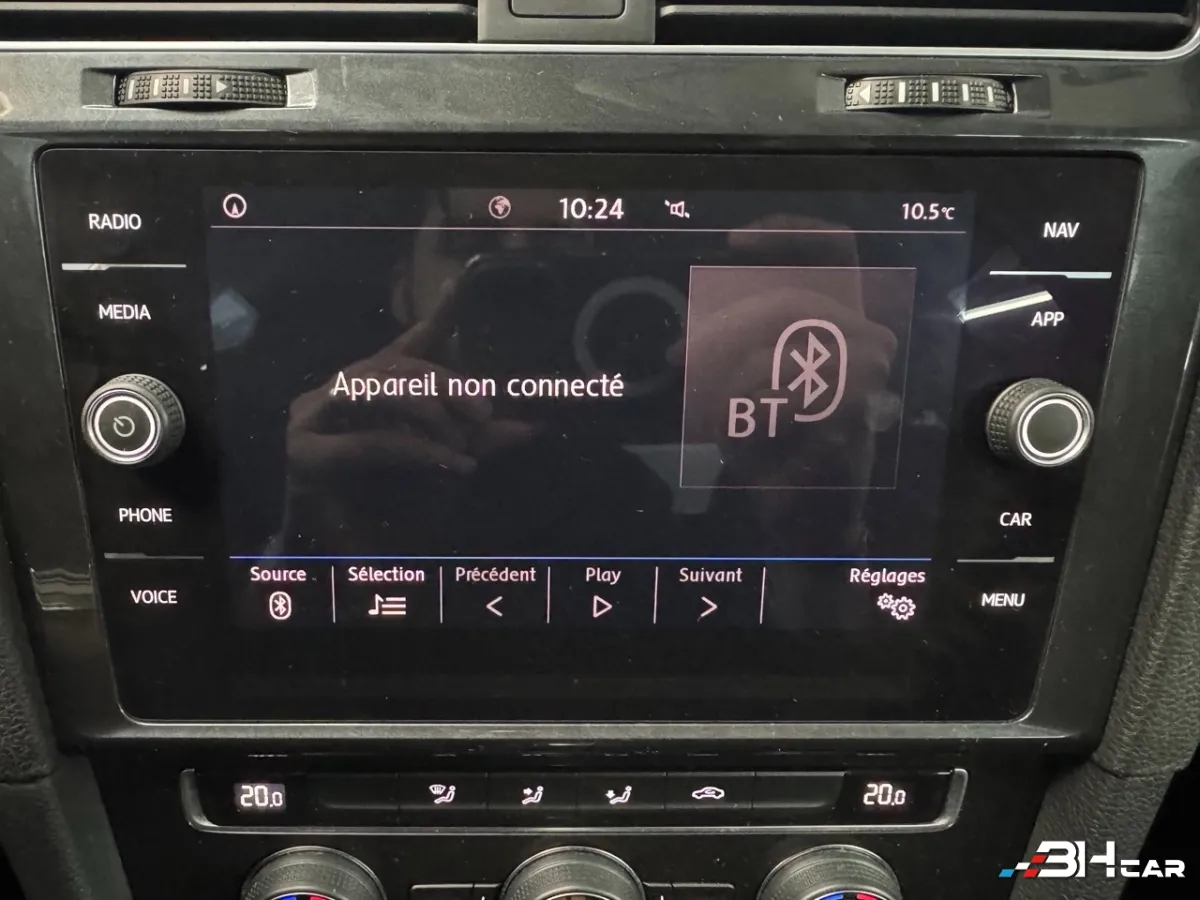 10:24
10.5°C
RADIO
NAV
MEDIA
APP
Appareil non connecté
BT
PHONE
CAR
VOICE
MENU
Source
Sélection
Précédent
Play
Suivant
Réglages
20.0
20.0
BHCAR